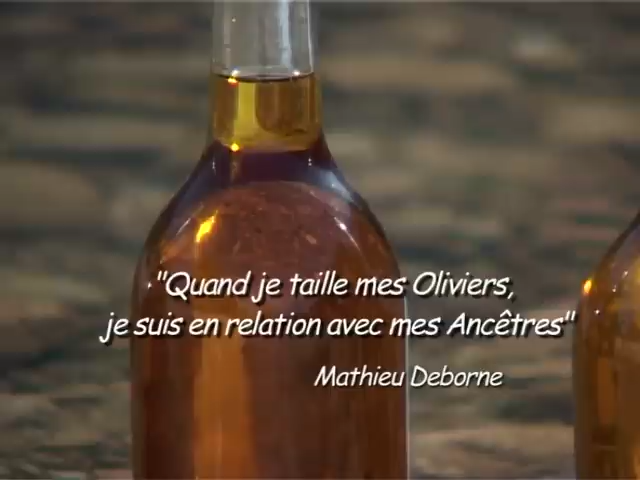 "Quand je taille mes Oliviers,
je suis en relation avec mes Ancêtres"
Mathieu Deborne